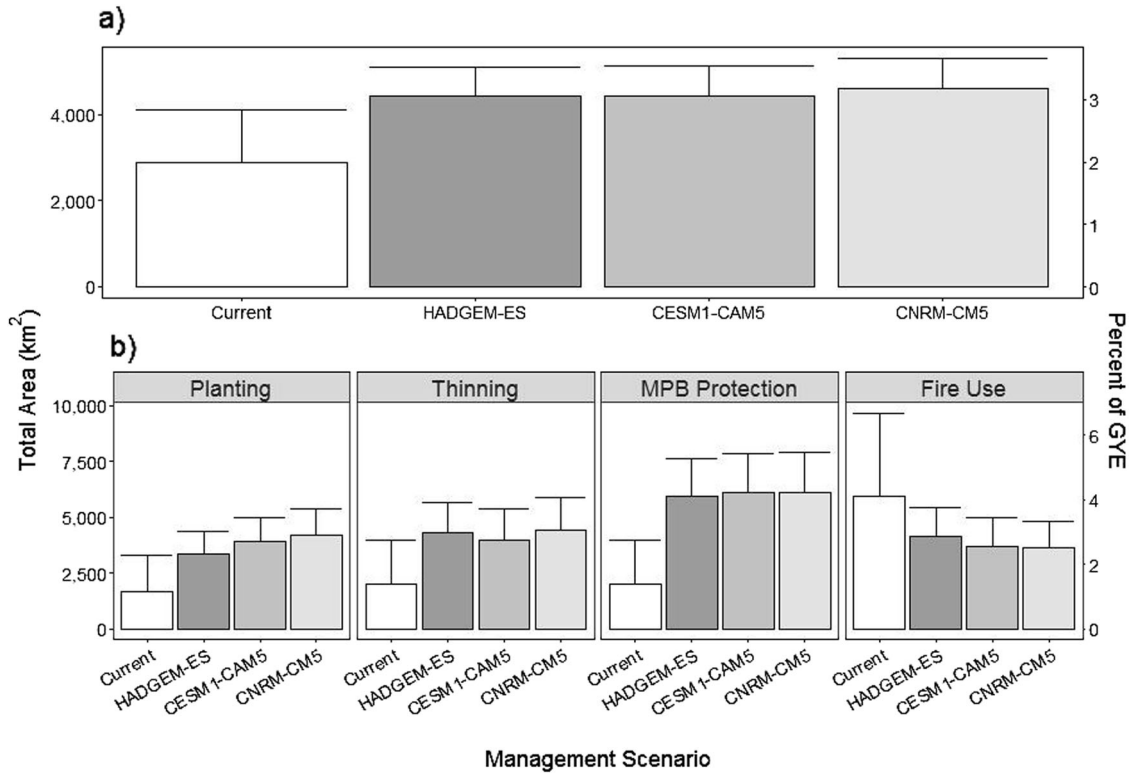 a)
4,000
2,000
0
3
2
1
0
Current
HADGEM-ES
CESM1-CAM5
CNRM-CM5
Total Area (km²)
Percent of GYE
b)
Planting
Thinning
MPB Protection
Fire Use
10,000
7,500
5,000
2,500
0
6
4
2
0
Current
HADGEM-ES
CESM1-CAM5
CNRM-CM5
Current
HADGEM-ES
CESM1-CAM5
CNRM-CM5
Current
HADGEM-ES
CESM1-CAM5
CNRM-CM5
Current
HADGEM-ES
CESM1-CAM5
CNRM-CM5
Management Scenario